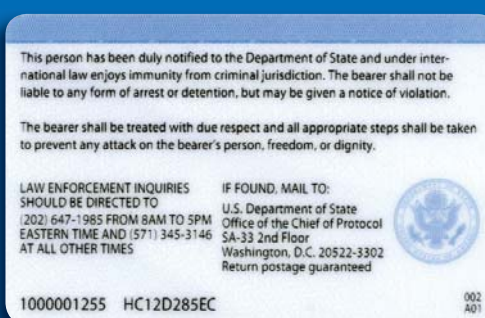 This person has been duly notified to the Department of State and under inter-
national law enjoys immunity from criminal jurisdiction. The bearer shall not be
liable to any form of arrest or detention, but may be given a notice of violation.
The bearer shall be treated with due respect and all appropriate steps shall be taken
to prevent any attack on the bearer's person, freedom, or dignity.
LAW ENFORCEMENT INQUIRIES
SHOULD BE DIRECTED TO
(202) 647-1985 FROM 8AM TO 5PM
EASTERN TIME AND (571) 345-3146
AT ALL OTHER TIMES
IF FOUND, MAIL TO:
U.S. Department of State
Office of the Chief of Protocol
SA-33 2nd Floor
Washington, D.C. 20522-3302
Return postage guaranteed
1000001255 HC12D285EC
002
A01